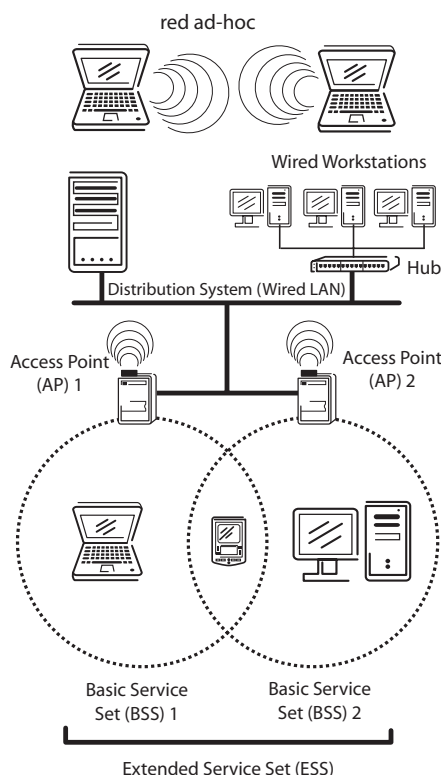 red ad-hoc
Wired Workstations
Hub
Distribution System (Wired LAN)
Access Point
(AP) 1
Access Point
(AP) 2
Basic Service
Set (BSS) 1
Basic Service
Set (BSS) 2
Extended Service Set (ESS)